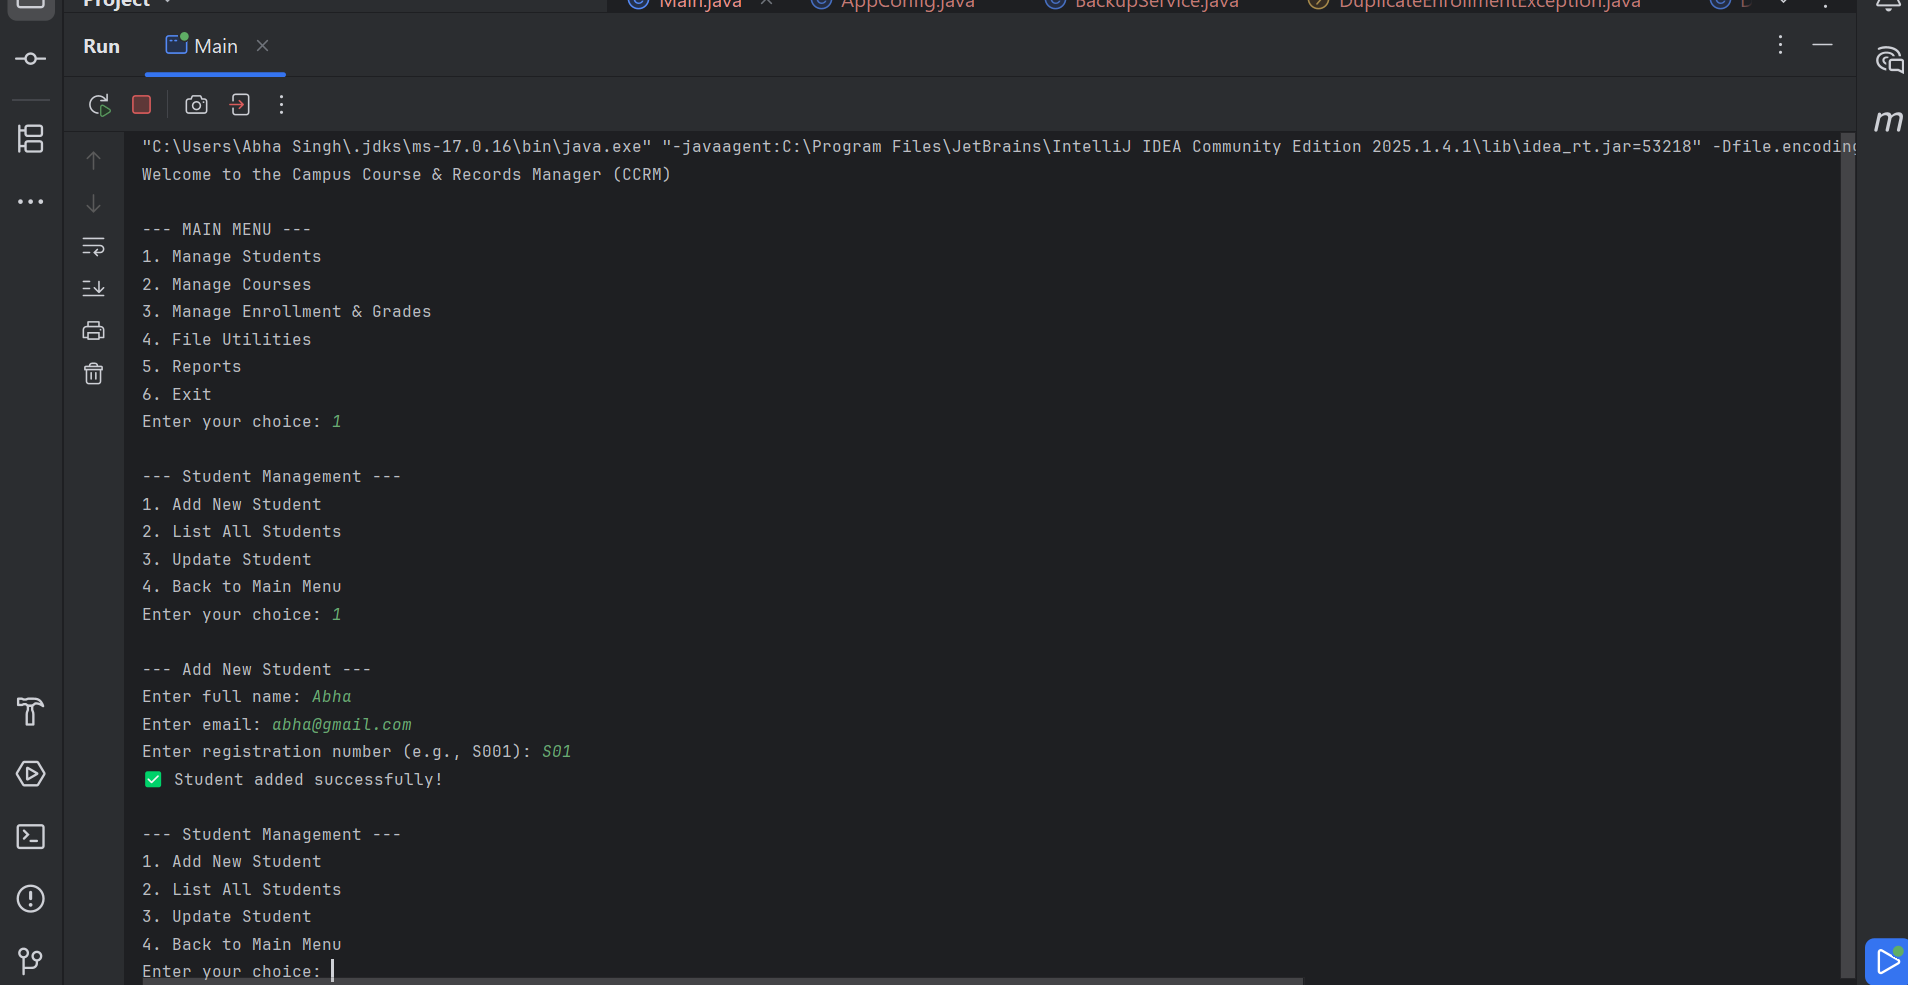 Project
Main.java AppConfig.java BackupService.java DuplicateEnrollmentException.java
Run Main
"C:\Users\Abha Singh\.jdks\ms-17.0.16\bin\java.exe" "-javaagent:C:\Program Files\JetBrains\IntelliJ IDEA Community Edition 2025.1.4.1\lib\idea_rt.jar=53218" -Dfile.encoding
Welcome to the Campus Course & Records Manager (CCRM)
--- MAIN MENU ---
1. Manage Students
2. Manage Courses
3. Manage Enrollment & Grades
4. File Utilities
5. Reports
6. Exit
Enter your choice: 1
--- Student Management ---
1. Add New Student
2. List All Students
3. Update Student
4. Back to Main Menu
Enter your choice: 1
--- Add New Student ---
Enter full name: Abha
Enter email: abha@gmail.com
Enter registration number (e.g., S001): S01
✅ Student added successfully!
--- Student Management ---
1. Add New Student
2. List All Students
3. Update Student
4. Back to Main Menu
Enter your choice: